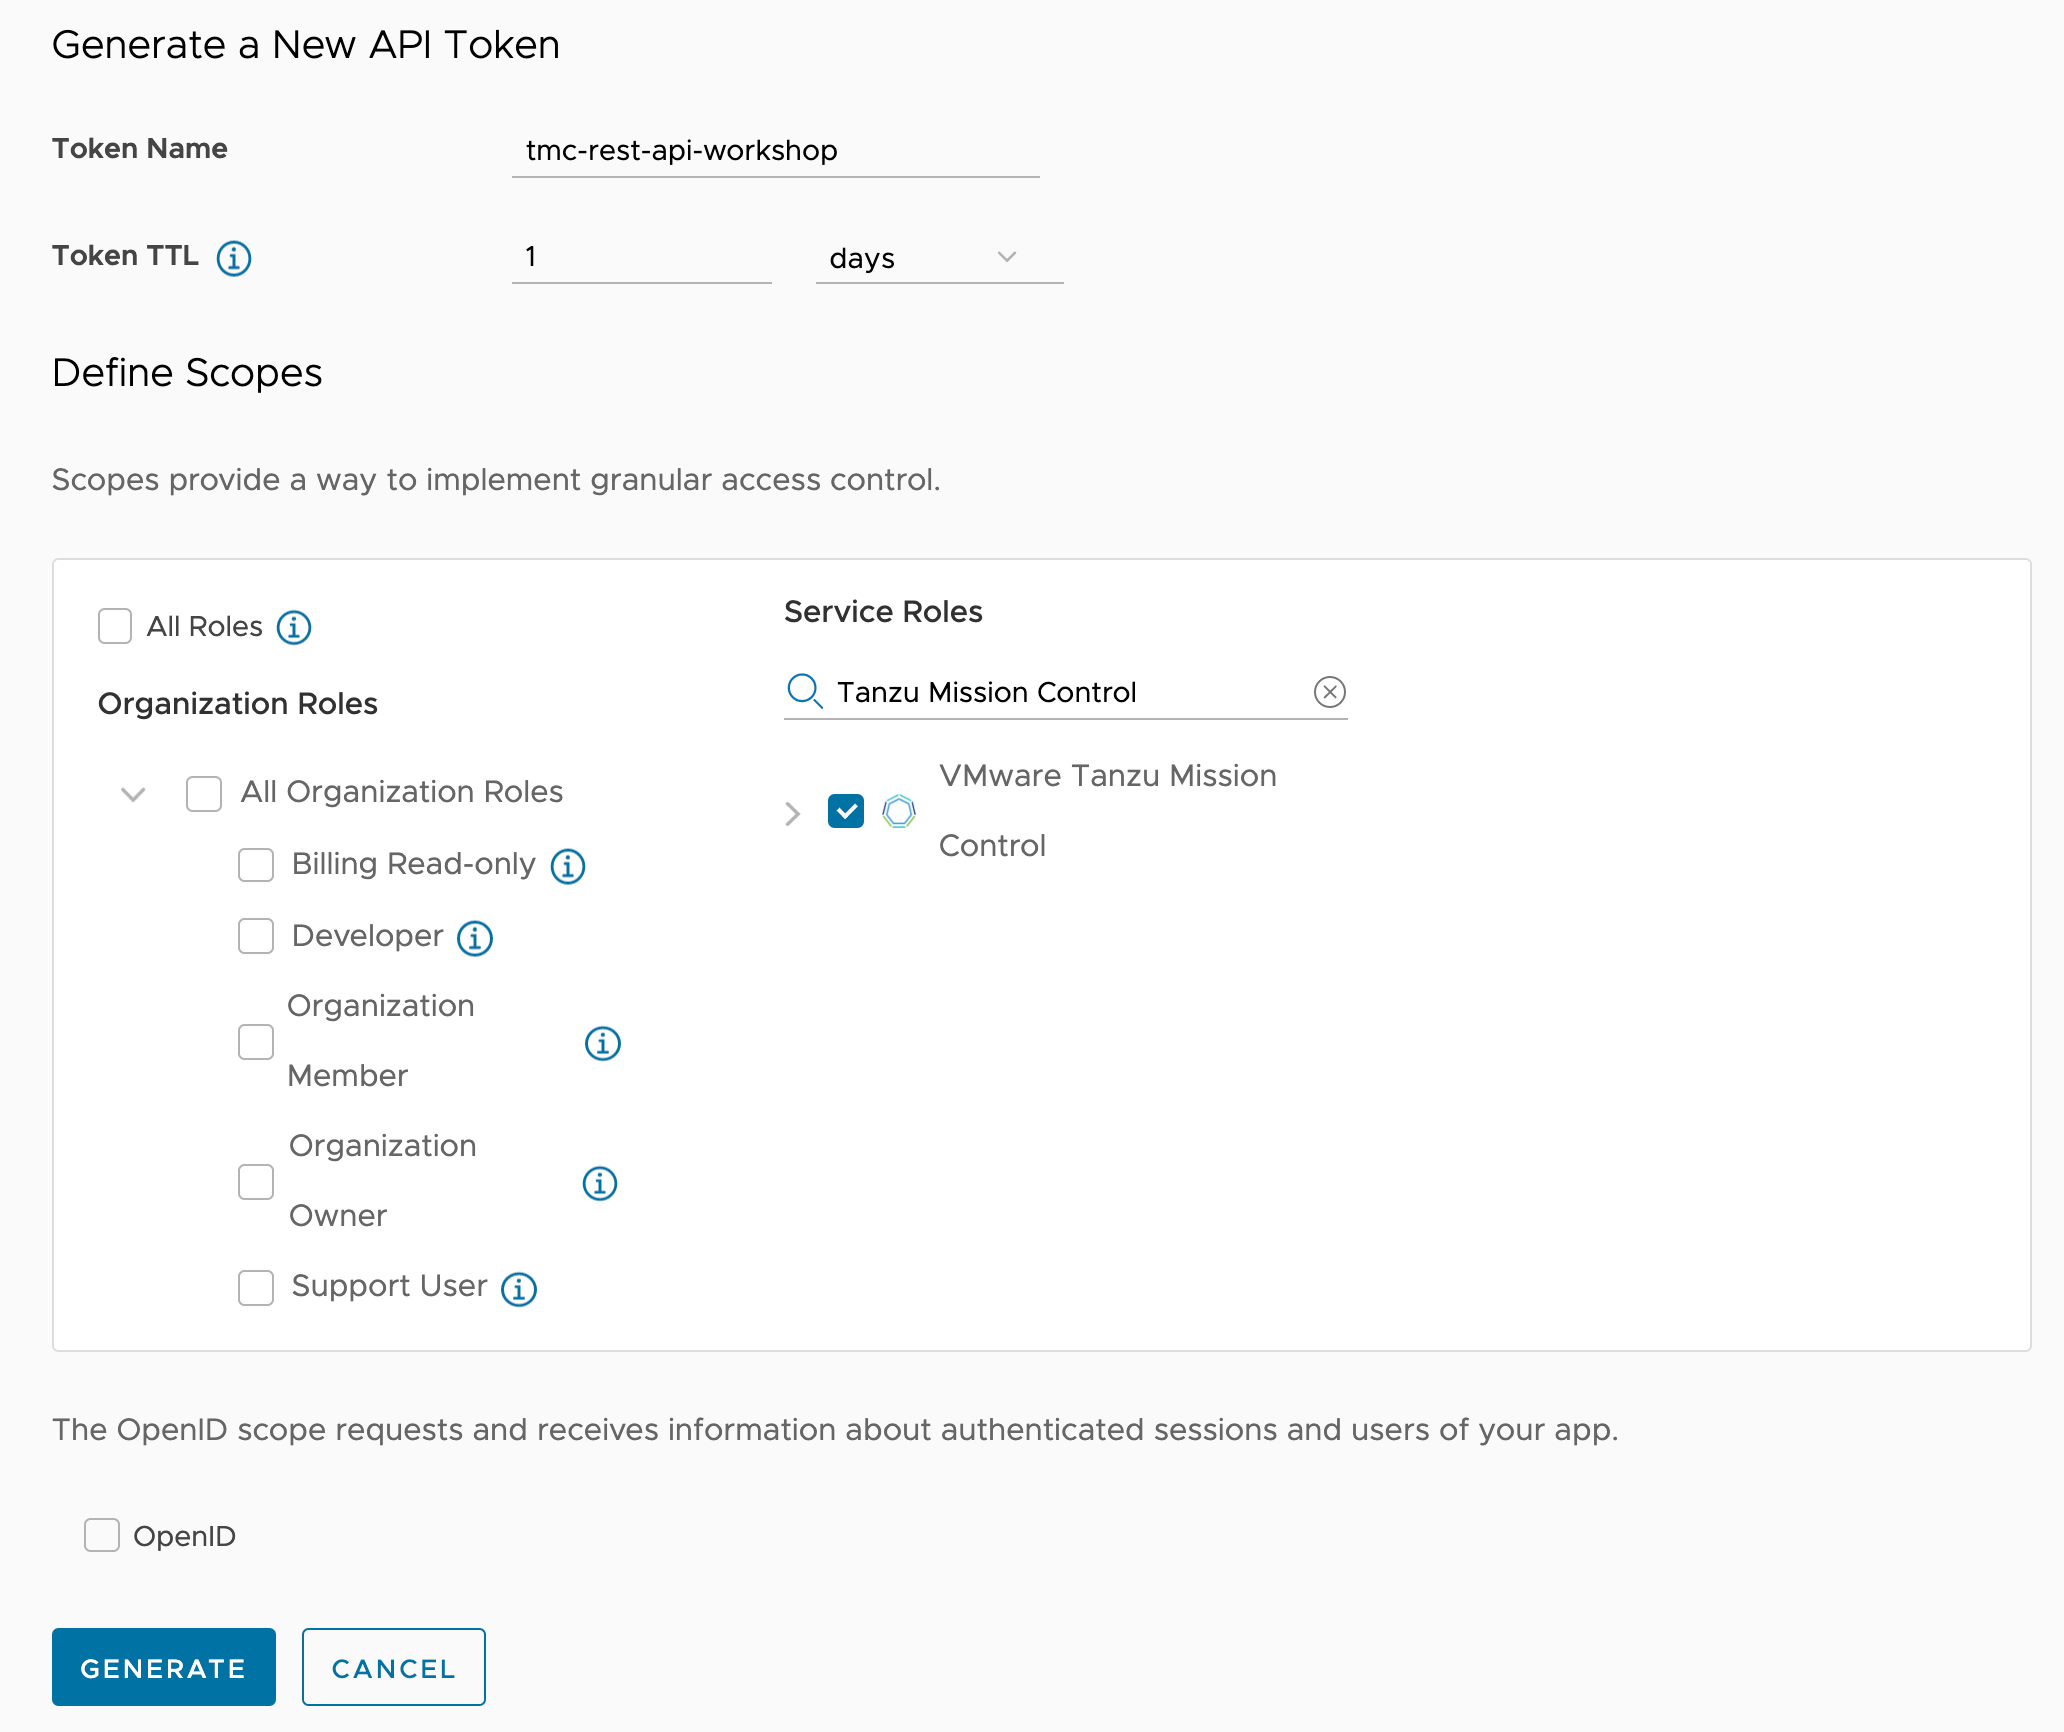 Generate a New API Token
Token Name
tmc-rest-api-workshop
Token TTL
1
days
Define Scopes
Scopes provide a way to implement granular access control.
All Roles
Organization Roles
All Organization Roles
Billing Read-only
Developer
Organization
Member
Organization
Owner
Support User
Service Roles
Tanzu Mission Control
VMware Tanzu Mission
Control
The OpenID scope requests and receives information about authenticated sessions and users of your app.
OpenID
GENERATE
CANCEL